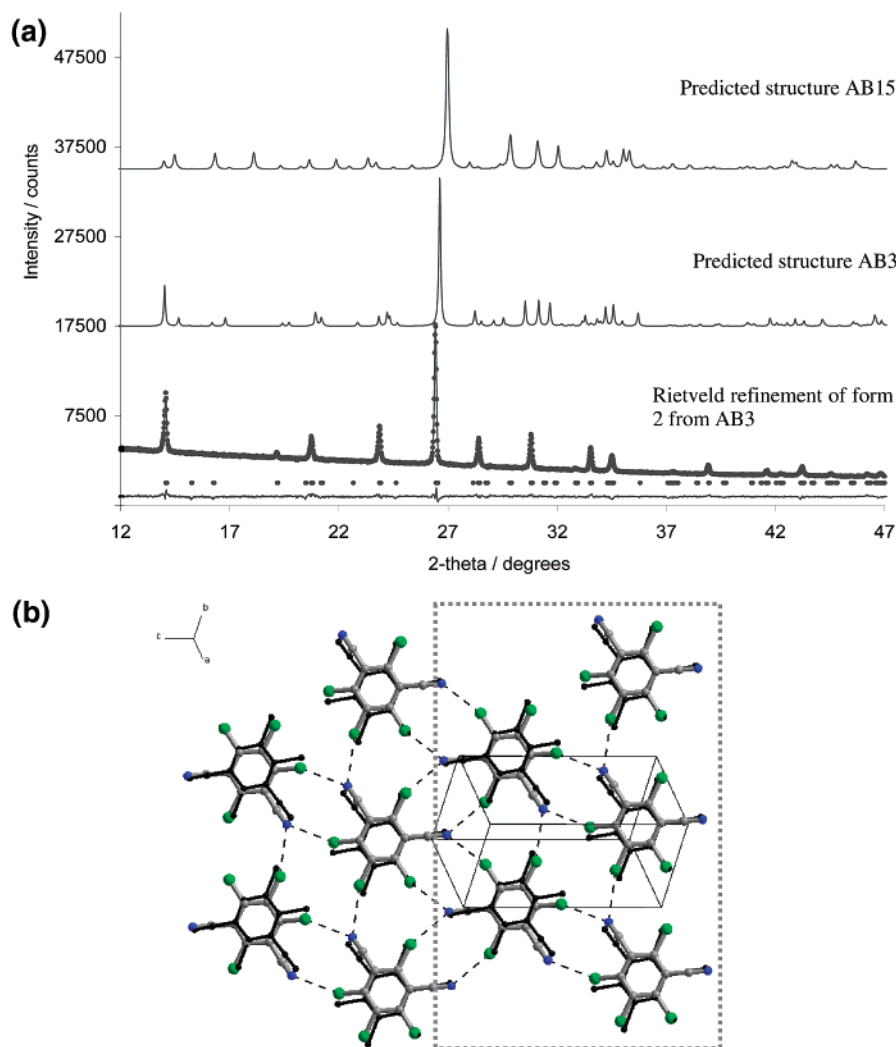 (a)
47500
Predicted structure AB15
37500
Intensity / counts
27500
Predicted structure AB3
17500
Rietveld refinement of form
2 from AB3
7500
12 17 22 27 32 37 42 47
2-theta / degrees
(b)
b
c
a